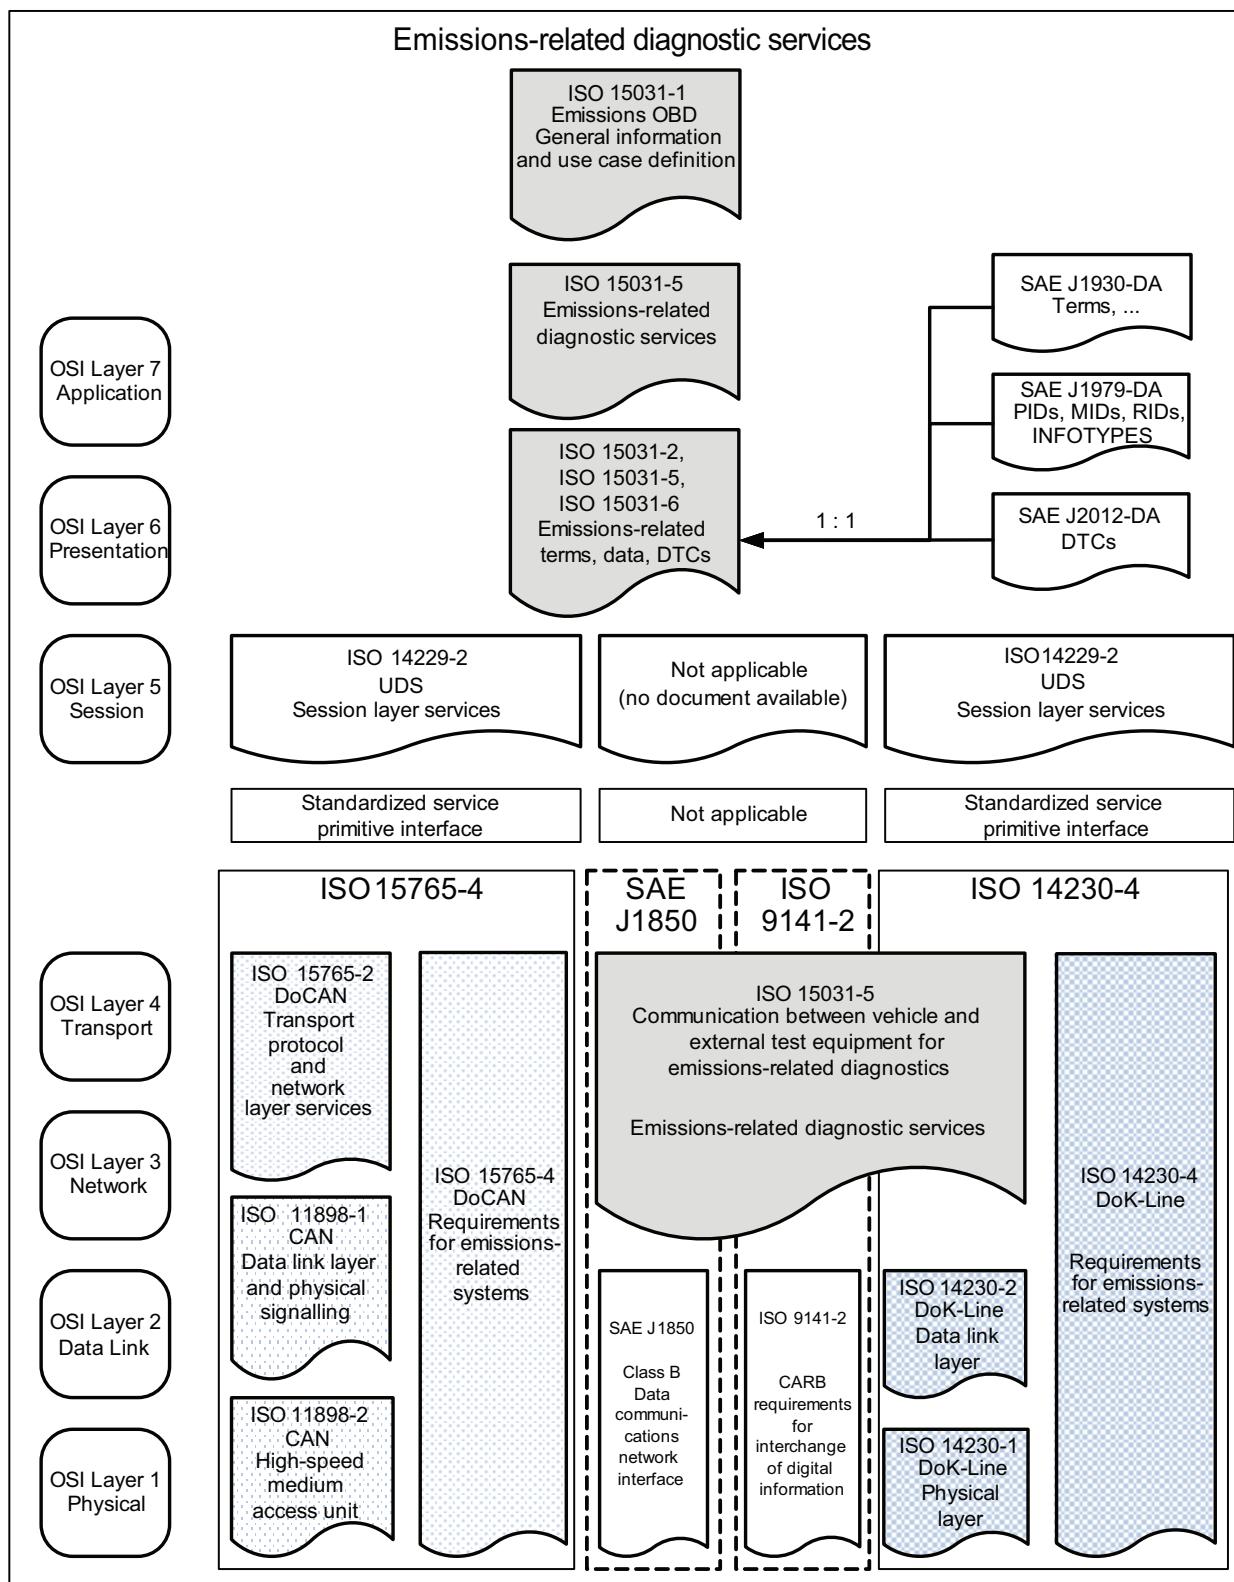 Emissions-related diagnostic services
ISO 15031-1
Emissions OBD
General information
and use case definition
ISO 15031-5
Emissions-related
diagnostic services
SAE J1930-DA
Terms, ...
OSI Layer 7
Application
SAE J1979-DA
PIDs, MIDs, RIDs,
INFOTYPES
ISO 15031-2,
ISO 15031-5,
ISO 15031-6
Emissions-related
terms, data, DTCs
1 : 1
SAE J2012-DA
DTCs
OSI Layer 6
Presentation
OSI Layer 5
Session
ISO 14229-2
UDS
Session layer services
Not applicable
(no document available)
ISO14229-2
UDS
Session layer services
Standardized service
primitive interface
Not applicable
Standardized service
primitive interface
ISO15765-4
SAE
J1850
ISO
9141-2
ISO 14230-4
OSI Layer 4
Transport
ISO 15765-2
DoCAN
Transport
protocol
and
network
layer services
ISO 15031-5
Communication between vehicle and
external test equipment for
emissions-related diagnostics
Emissions-related diagnostic services
OSI Layer 3
Network
ISO 15765-4
DoCAN
Requirements
for emissions-
related
systems
ISO 14230-4
DoK-Line
Requirements
for emissions-
related systems
ISO 11898-1
CAN
Data link layer
and physical
signalling
OSI Layer 2
Data Link
SAE J1850
Class B
Data
communi-
cations
network
interface
ISO 9141-2
CARB
requirements
for
interchange
of digital
information
ISO 14230-2
DoK-Line
Data link
layer
OSI Layer 1
Physical
ISO 11898-2
CAN
High-speed
medium
access unit
ISO 14230-1
DoK-Line
Physical
layer